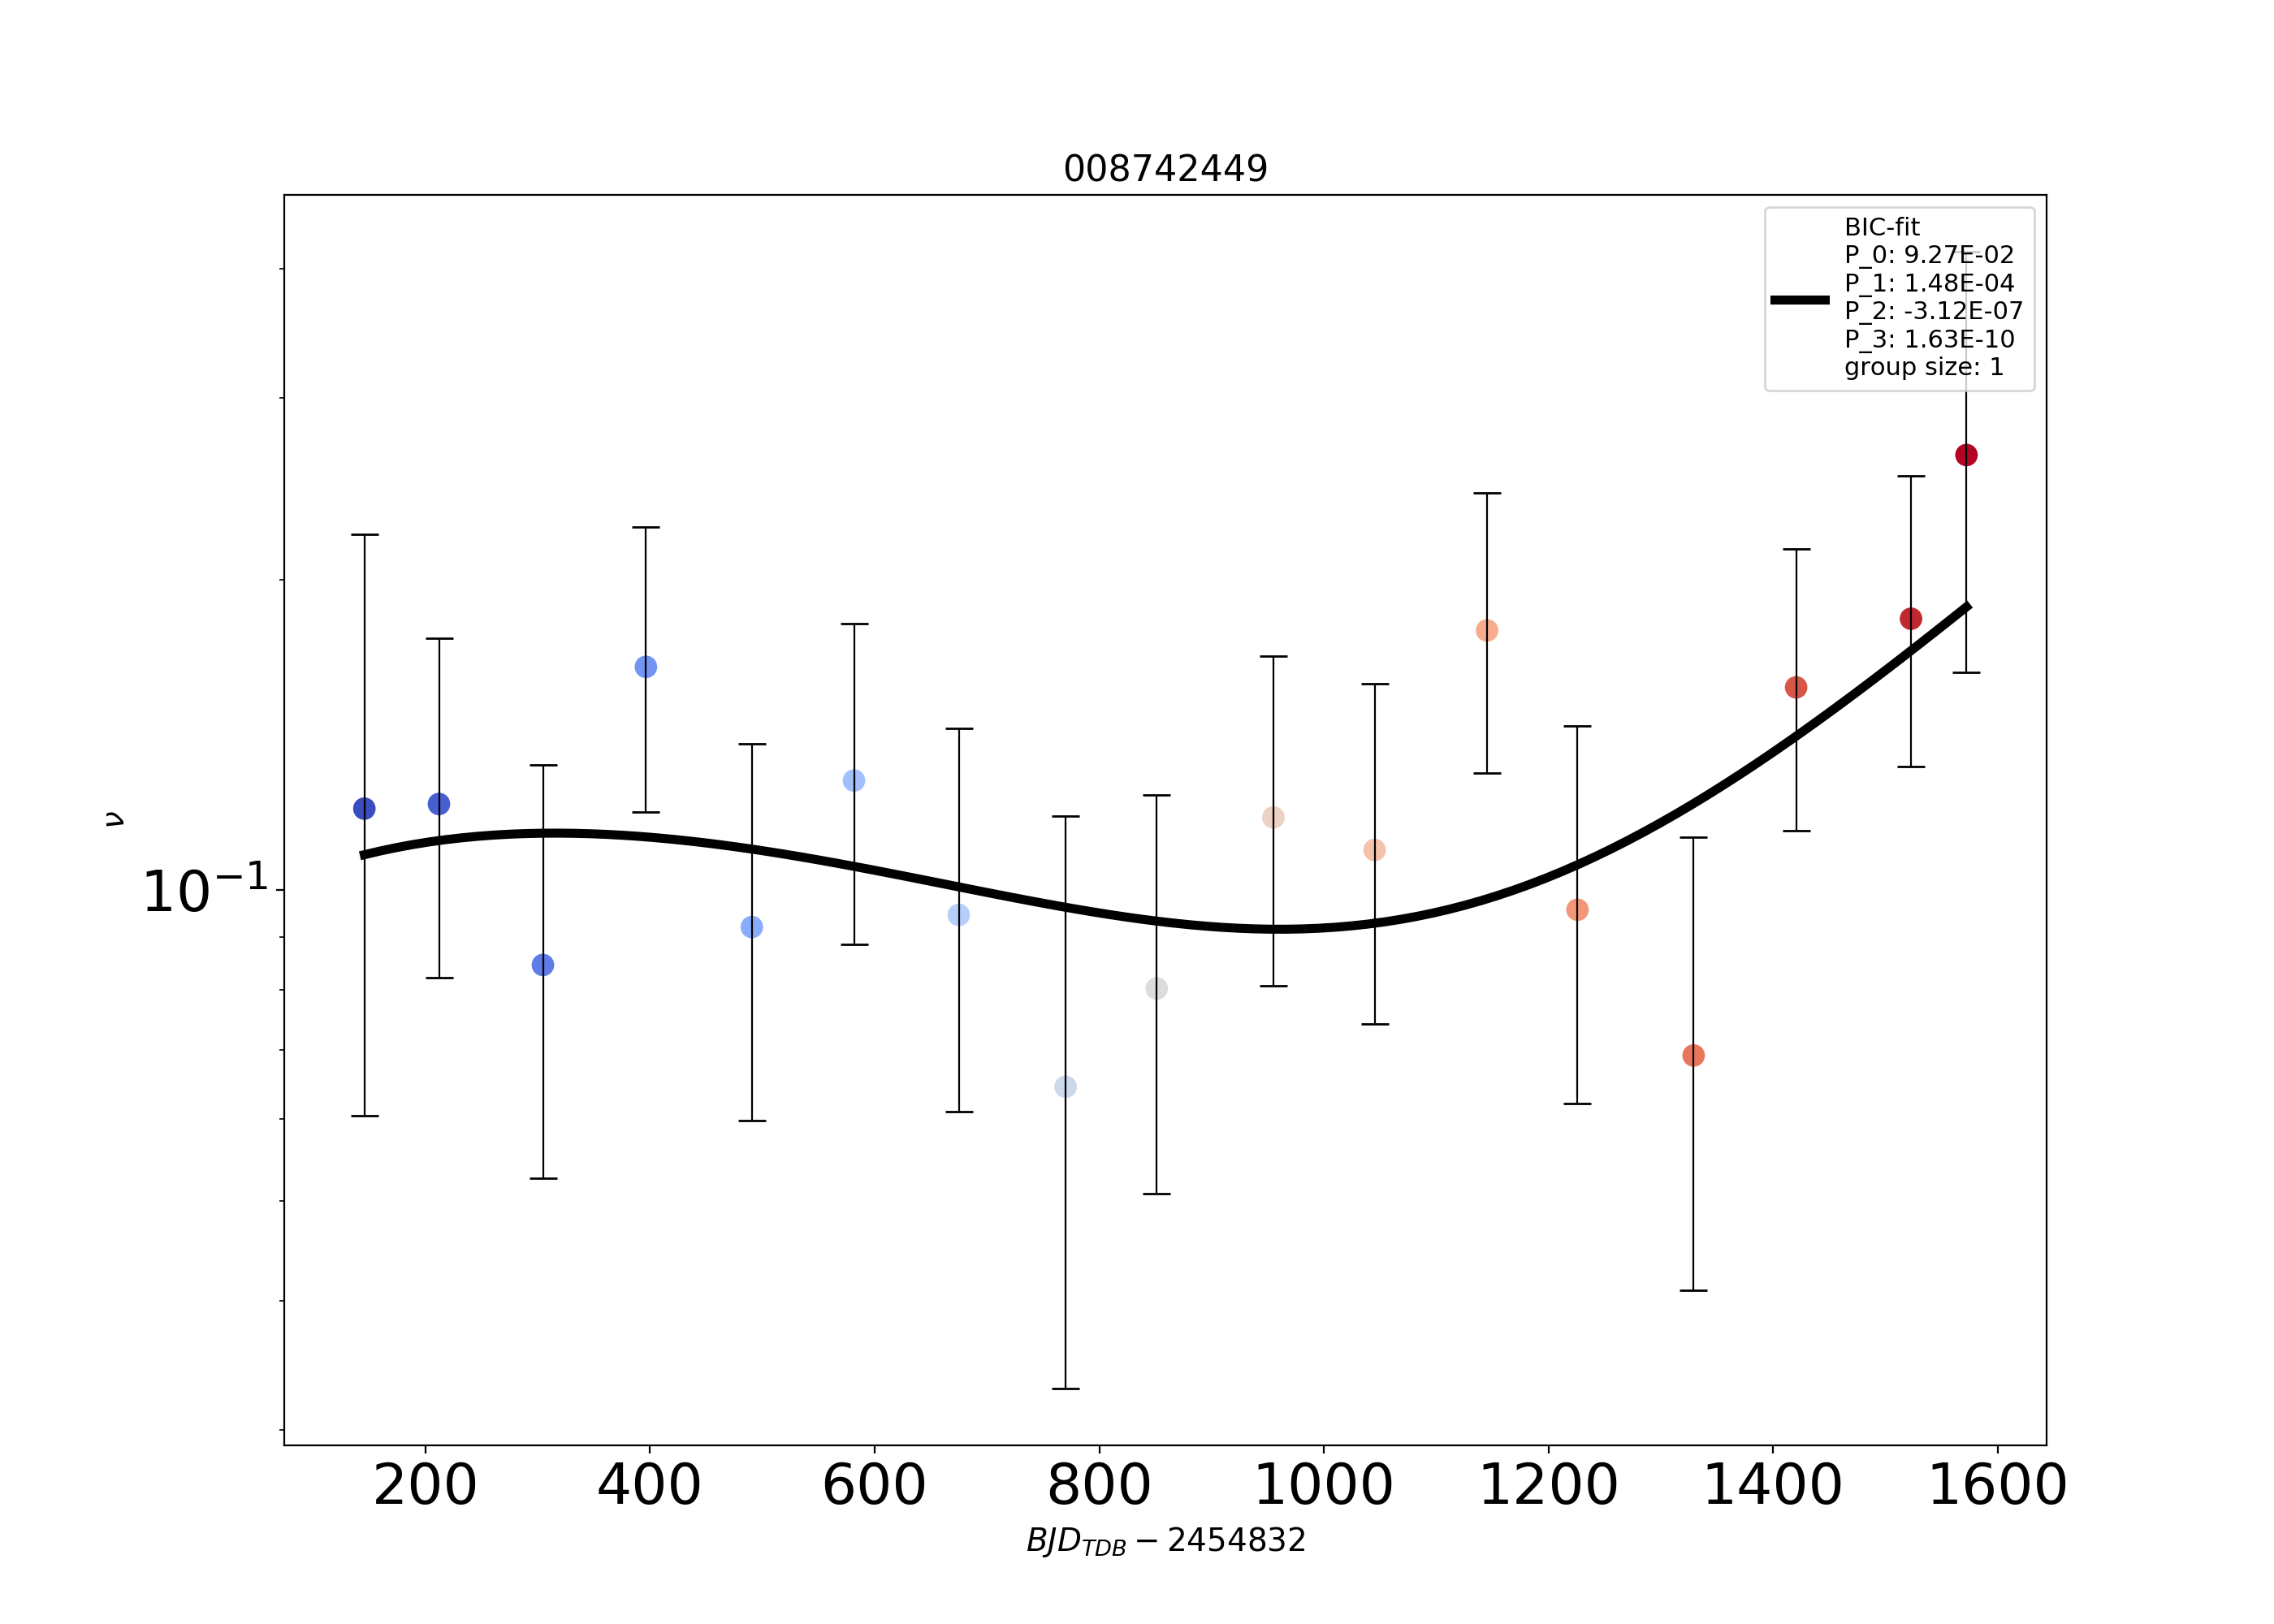 008742449
BIC-fit
P_0: 9.27E-02
P_1: 1.48E-04
P_2: -3.12E-07
P_3: 1.63E-10
group size: 1
ν
10⁻¹
200 400 600 800 1000 1200 1400 1600
BJD_TDB − 2454832